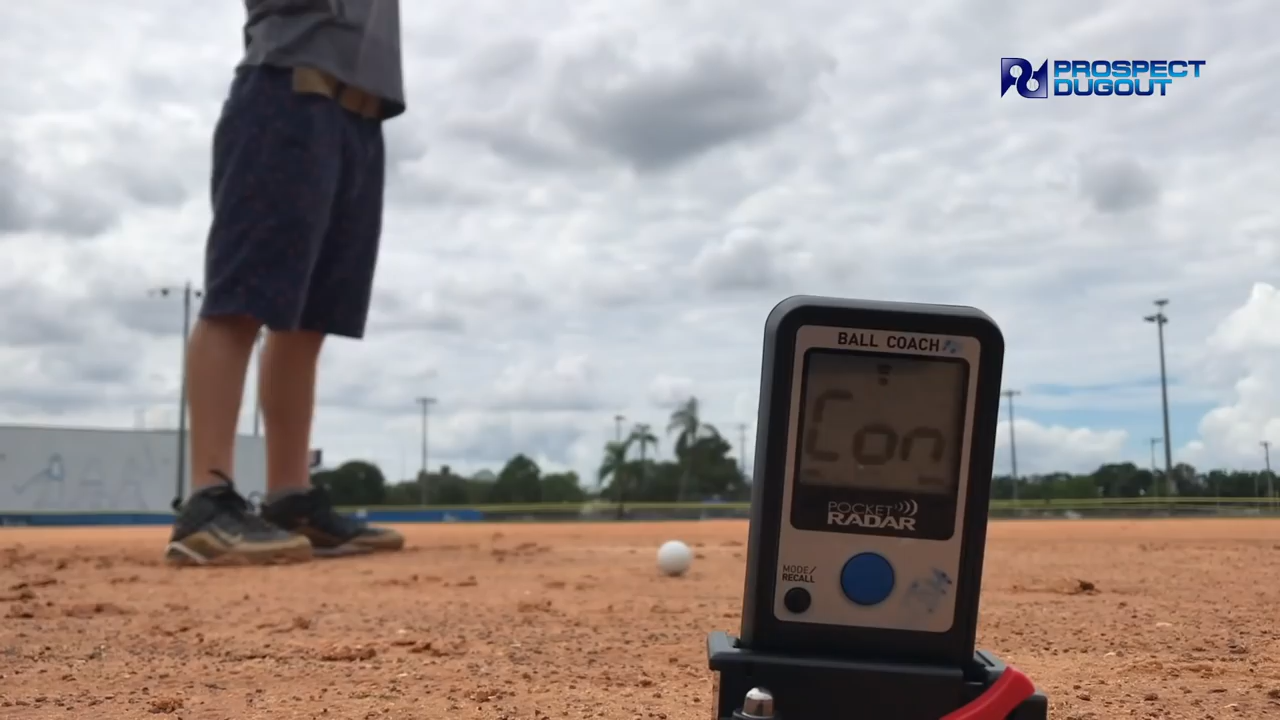 PROSPECT
DUGOUT
BALL COACH
Con
POCKET
RADAR
MODE/
RECALL